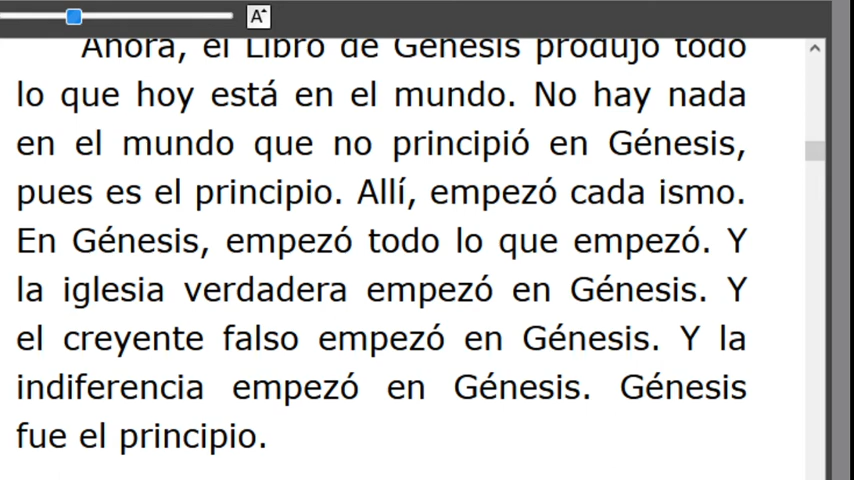 A
Ahora, el Libro de Génesis produjo todo
lo que hoy está en el mundo. No hay nada
en el mundo que no principió en Génesis,
pues es el principio. Allí, empezó cada ismo.
En Génesis, empezó todo lo que empezó. Y
la iglesia verdadera empezó en Génesis. Y
el creyente falso empezó en Génesis. Y la
indiferencia empezó en Génesis. Génesis
fue el principio.